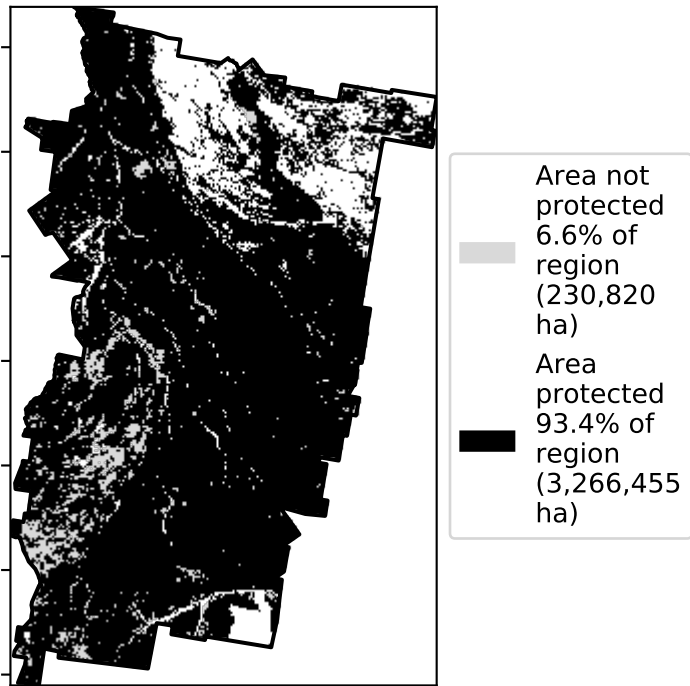 Area not
protected
6.6% of
region
(230,820
ha)
Area
protected
93.4% of
region
(3,266,455
ha)